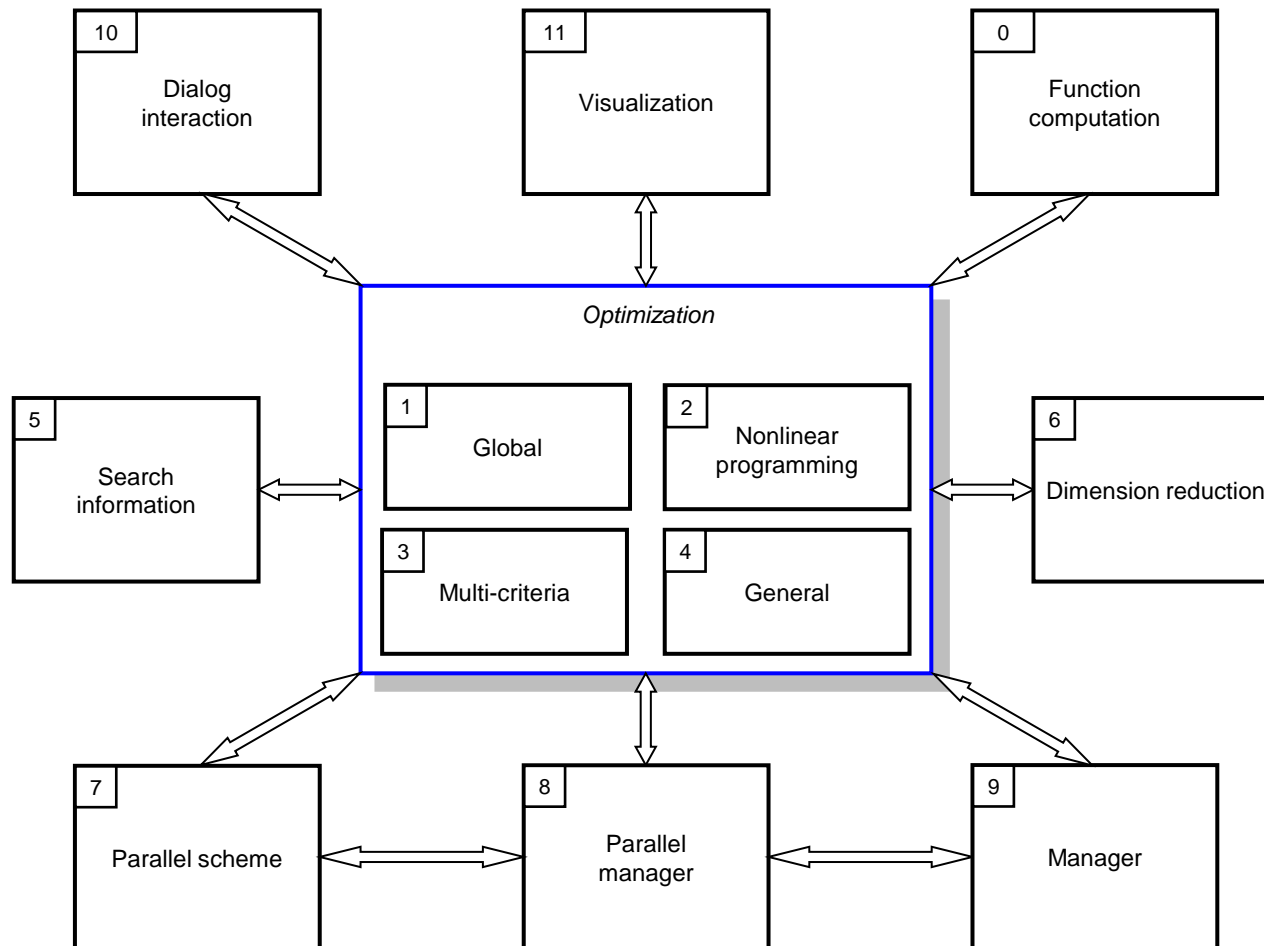 10
Dialog
interaction
11
Visualization
0
Function
computation
Optimization
1
Global
2
Nonlinear
programming
5
Search
information
6
Dimension reduction
3
Multi-criteria
4
General
7
Parallel scheme
8
Parallel
manager
9
Manager